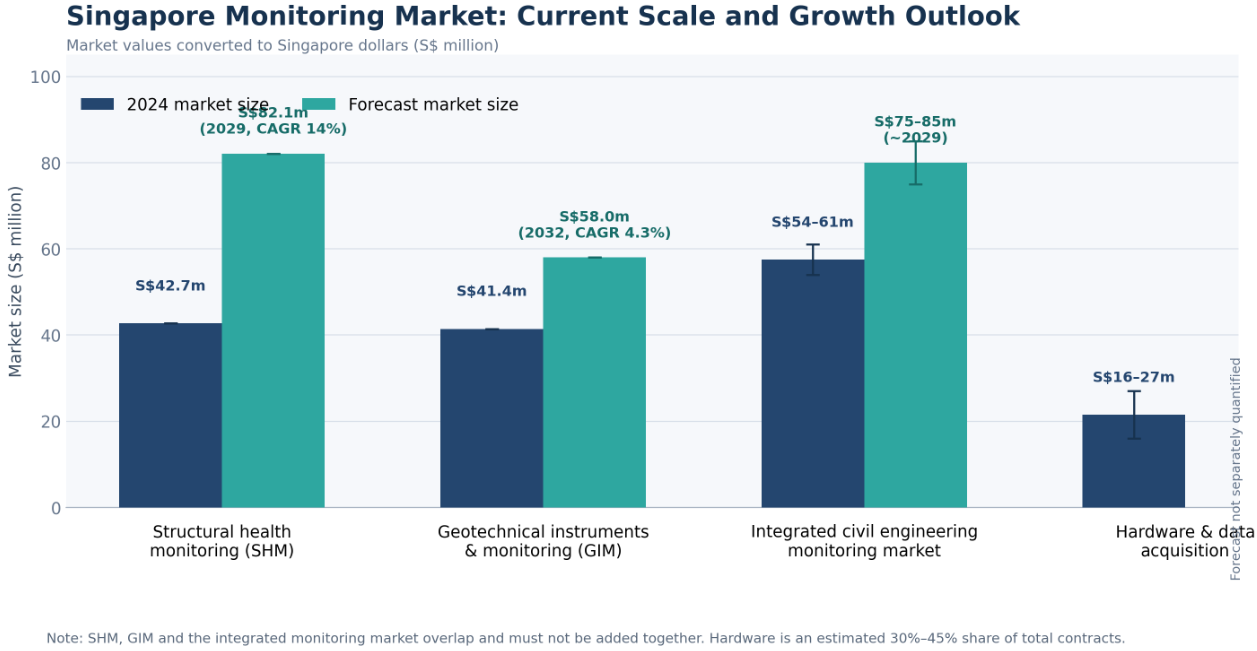 Singapore Monitoring Market: Current Scale and Growth Outlook
Market values converted to Singapore dollars (S$ million)
2024 market size
Forecast market size
Market size (S$ million)
100
80
60
40
20
0
S$42.7m
S$82.1m
(2029, CAGR 14%)
S$41.4m
S$58.0m
(2032, CAGR 4.3%)
S$54–61m
S$75–85m
(~2029)
S$16–27m
Forecast not separately quantified
Structural health
monitoring (SHM)
Geotechnical instruments
& monitoring (GIM)
Integrated civil engineering
monitoring market
Hardware & data
acquisition
Note: SHM, GIM and the integrated monitoring market overlap and must not be added together. Hardware is an estimated 30%–45% share of total contracts.